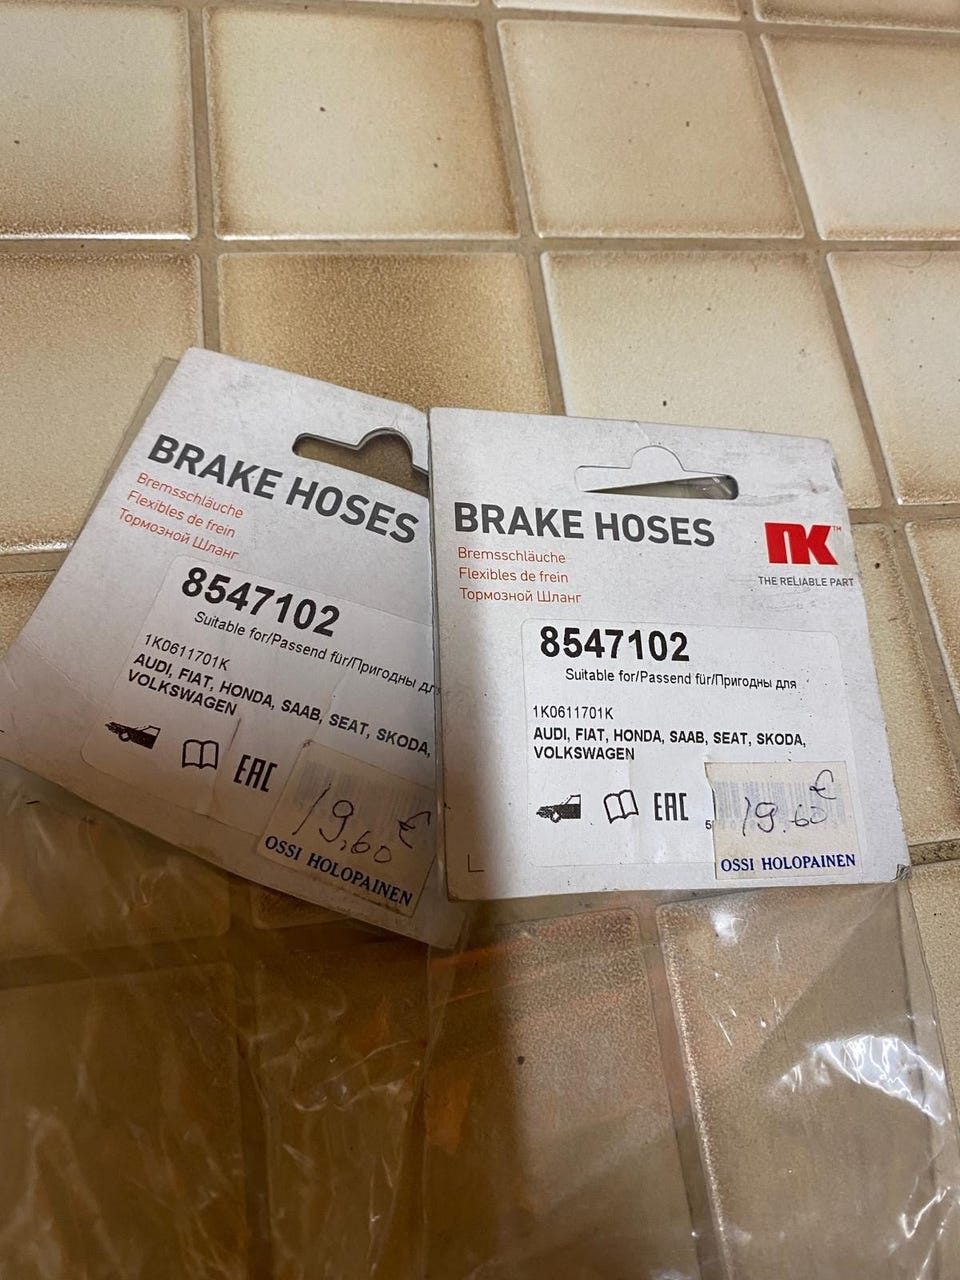 BRAKE HOSES
Bremsschläuche
Flexibles de frein
Тормозной Шланг
8547102
Suitable for/Passend für/Пригодны для
1K0611701K
AUDI, FIAT, HONDA, SAAB, SEAT, SKODA,
VOLKSWAGEN
EAC
19,60 €
OSSI HOLOPAINEN
BRAKE HOSES
Bremsschläuche
Flexibles de frein
Тормозной Шланг
NK™
THE RELIABLE PART
8547102
Suitable for/Passend für/Пригодны для
1K0611701K
AUDI, FIAT, HONDA, SAAB, SEAT, SKODA,
VOLKSWAGEN
EAC
19.60 €
OSSI HOLOPAINEN